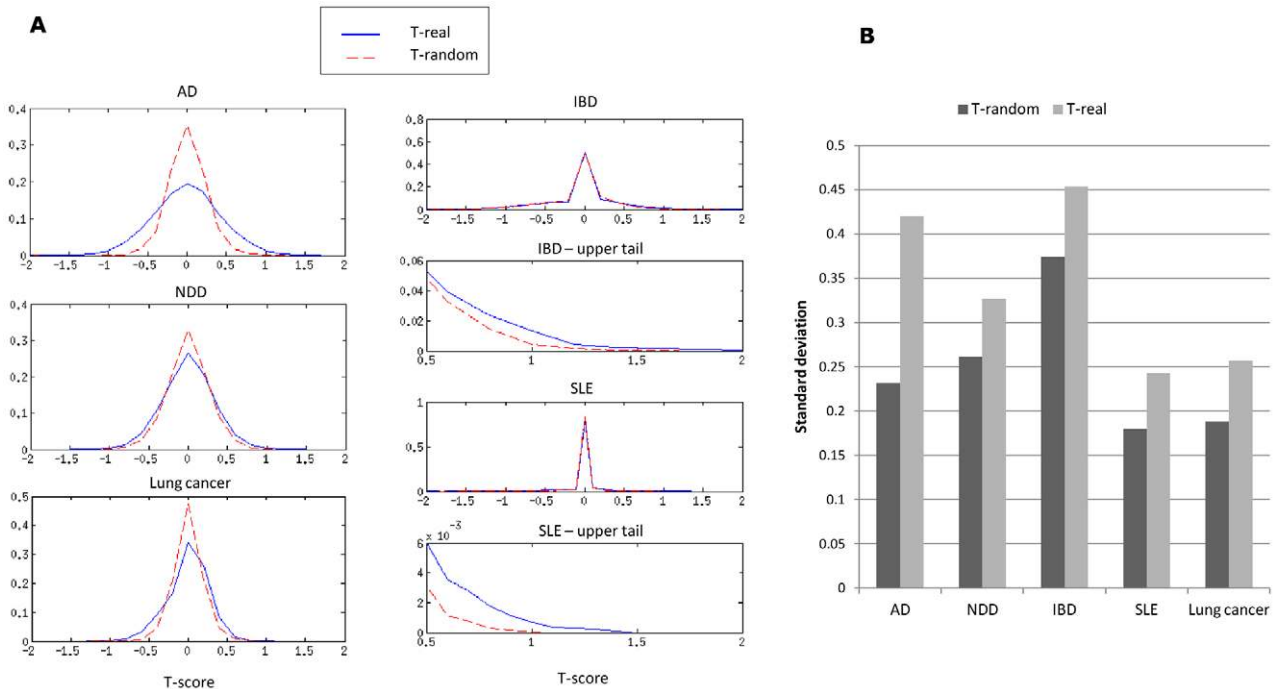 A
T-real
T-random
AD
0.4
0.3
0.2
0.1
0
-2 -1.5 -1 -0.5 0 0.5 1 1.5 2
NDD
0.4
0.3
0.2
0.1
0
-2 -1.5 -1 -0.5 0 0.5 1 1.5 2
Lung cancer
0.5
0.4
0.3
0.2
0.1
0
-2 -1.5 -1 -0.5 0 0.5 1 1.5 2
T-score
IBD
0.8
0.6
0.4
0.2
0
-2 -1.5 -1 -0.5 0 0.5 1 1.5 2
IBD – upper tail
0.06
0.04
0.02
0
0.5 1 1.5 2
SLE
1
0.5
0
-2 -1.5 -1 -0.5 0 0.5 1 1.5 2
SLE – upper tail
x 10^-3
6
4
2
0
0.5 1 1.5 2
T-score
B
T-random T-real
Standard deviation
0.5
0.45
0.4
0.35
0.3
0.25
0.2
0.15
0.1
0.05
0
AD NDD IBD SLE Lung cancer